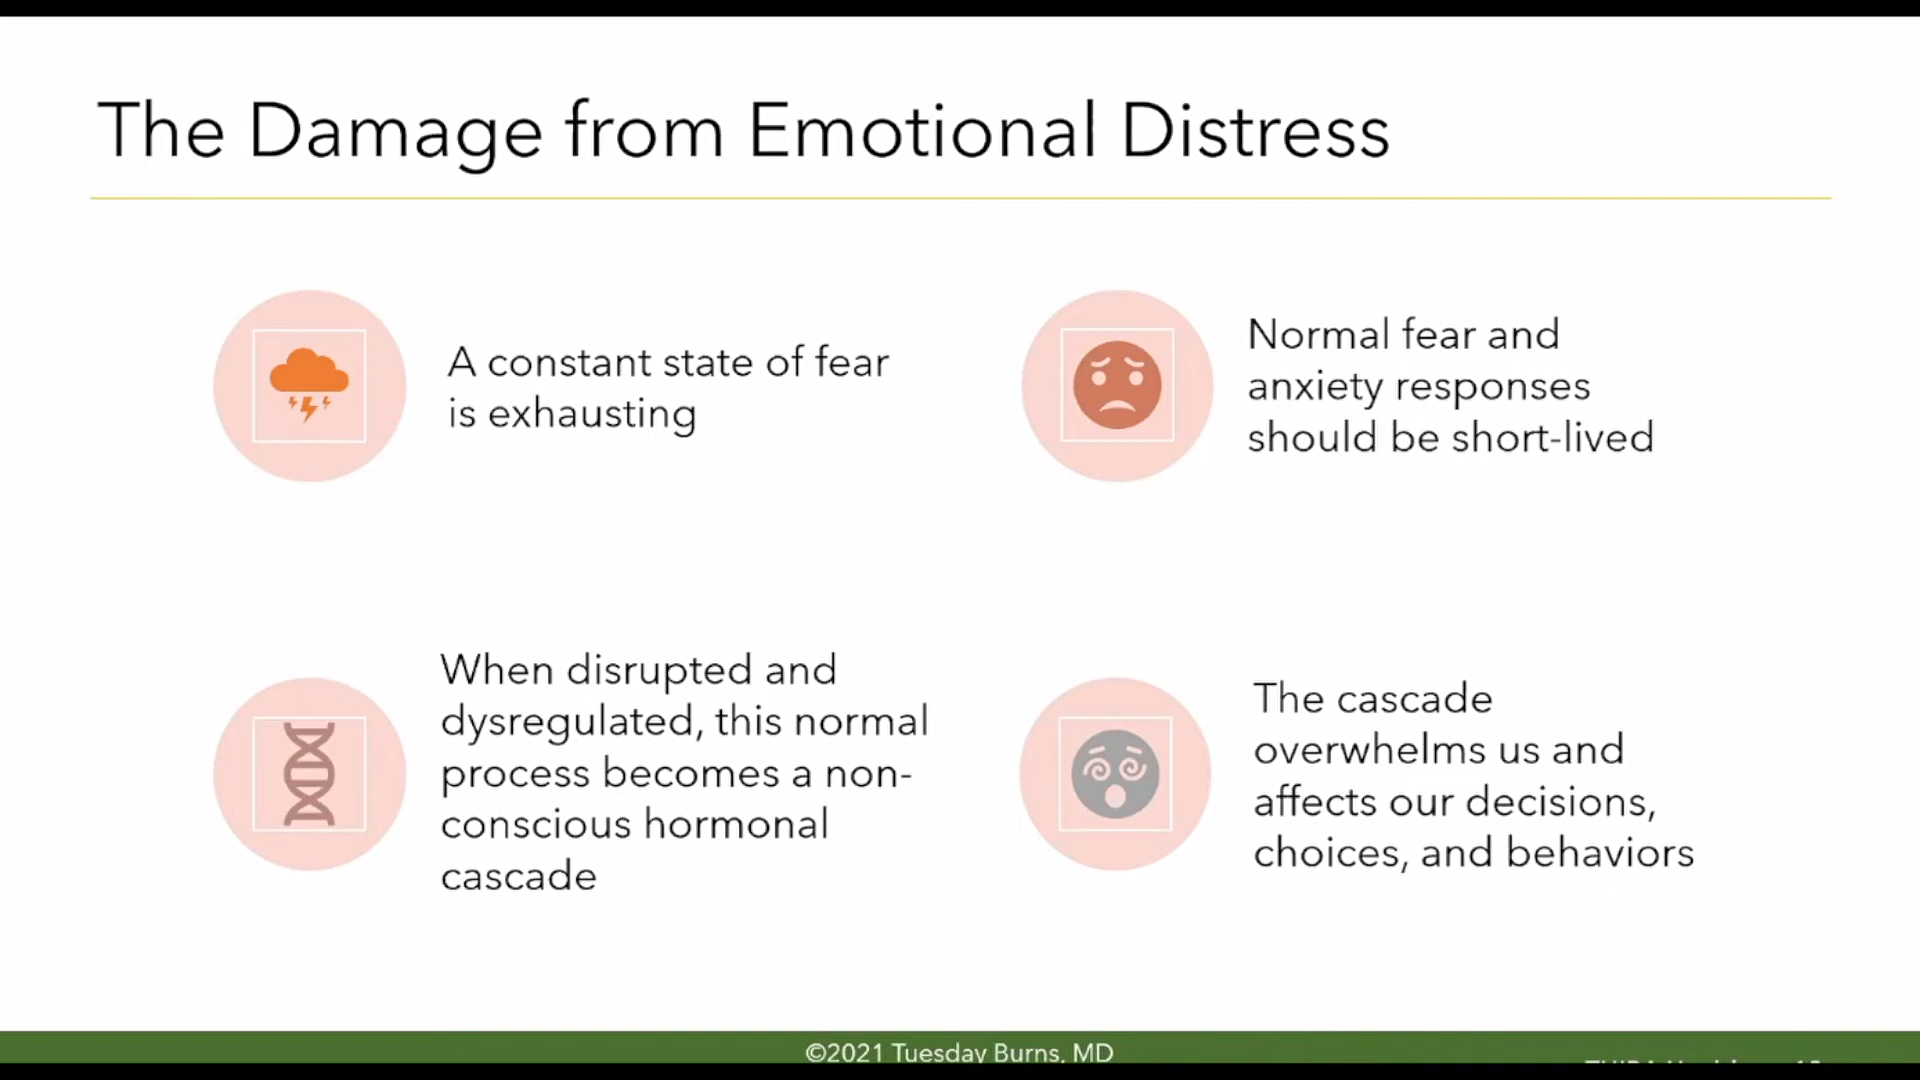 The Damage from Emotional Distress
A constant state of fear
is exhausting
Normal fear and
anxiety responses
should be short-lived
When disrupted and
dysregulated, this normal
process becomes a non-
conscious hormonal
cascade
The cascade
overwhelms us and
affects our decisions,
choices, and behaviors
©2021 Tuesday Burns, MD